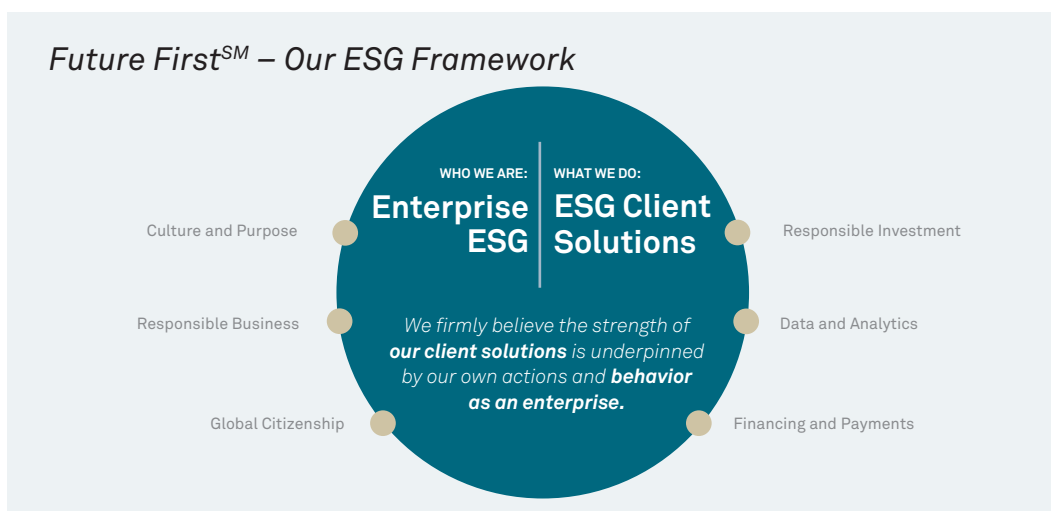 Future FirstSM – Our ESG Framework
WHO WE ARE:
Enterprise
ESG
WHAT WE DO:
ESG Client
Solutions
Culture and Purpose
Responsible Business
Global Citizenship
We firmly believe the strength of
our client solutions is underpinned
by our own actions and behavior
as an enterprise.
Responsible Investment
Data and Analytics
Financing and Payments